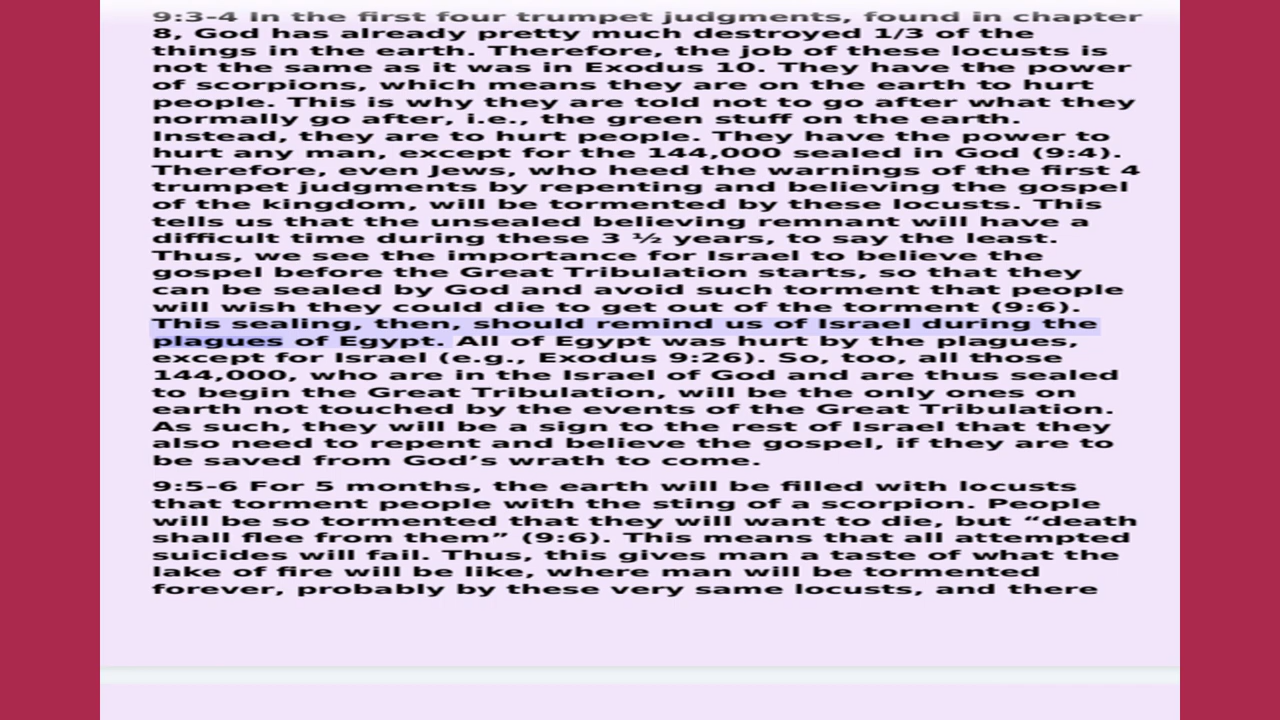 9:3-4 In the first four trumpet judgments, found in chapter
8, God has already pretty much destroyed 1/3 of the
things in the earth. Therefore, the job of these locusts is
not the same as it was in Exodus 10. They have the power
of scorpions, which means they are on the earth to hurt
people. This is why they are told not to go after what they
normally go after, i.e., the green stuff on the earth.
Instead, they are to hurt people. They have the power to
hurt any man, except for the 144,000 sealed in God (9:4).
Therefore, even Jews, who heed the warnings of the first 4
trumpet judgments by repenting and believing the gospel
of the kingdom, will be tormented by these locusts. This
tells us that the unsealed believing remnant will have a
difficult time during these 3 ½ years, to say the least.
Thus, we see the importance for Israel to believe the
gospel before the Great Tribulation starts, so that they
can be sealed by God and avoid such torment that people
will wish they could die to get out of the torment (9:6).
This sealing, then, should remind us of Israel during the
plagues of Egypt. All of Egypt was hurt by the plagues,
except for Israel (e.g., Exodus 9:26). So, too, all those
144,000, who are in the Israel of God and are thus sealed
to begin the Great Tribulation, will be the only ones on
earth not touched by the events of the Great Tribulation.
As such, they will be a sign to the rest of Israel that they
also need to repent and believe the gospel, if they are to
be saved from God’s wrath to come.
9:5-6 For 5 months, the earth will be filled with locusts
that torment people with the sting of a scorpion. People
will be so tormented that they will want to die, but “death
shall flee from them” (9:6). This means that all attempted
suicides will fail. Thus, this gives man a taste of what the
lake of fire will be like, where man will be tormented
forever, probably by these very same locusts, and there